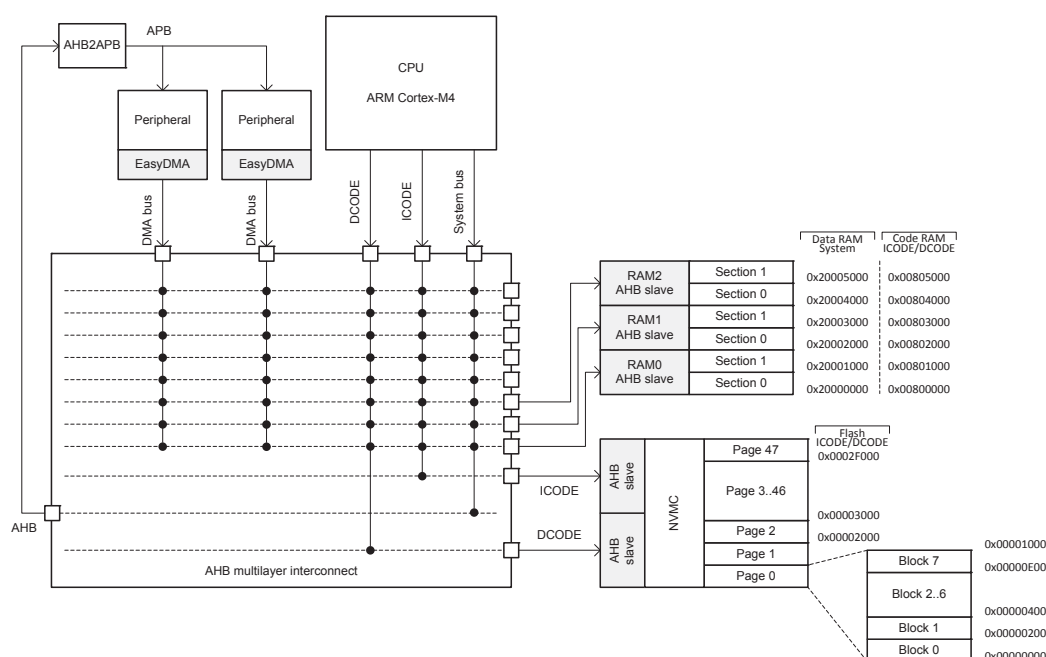 APB
AHB2APB
CPU
ARM Cortex-M4
Peripheral
Peripheral
EasyDMA
EasyDMA
DMA bus
DMA bus
DCODE
ICODE
System bus
Data RAM
System
Code RAM
ICODE/DCODE
RAM2
AHB slave
Section 1
0x20005000
0x00805000
Section 0
0x20004000
0x00804000
RAM1
AHB slave
Section 1
0x20003000
0x00803000
Section 0
0x20002000
0x00802000
RAM0
AHB slave
Section 1
0x20001000
0x00801000
Section 0
0x20000000
0x00800000
Flash
ICODE/DCODE
AHB
slave
AHB
slave
NVMC
Page 47
0x0002F000
Page 3..46
0x00003000
Page 2
0x00002000
Page 1
Page 0
ICODE
DCODE
AHB
AHB multilayer interconnect
0x00001000
Block 7
0x00000E00
Block 2..6
0x00000400
Block 1
0x00000200
Block 0
0x00000000